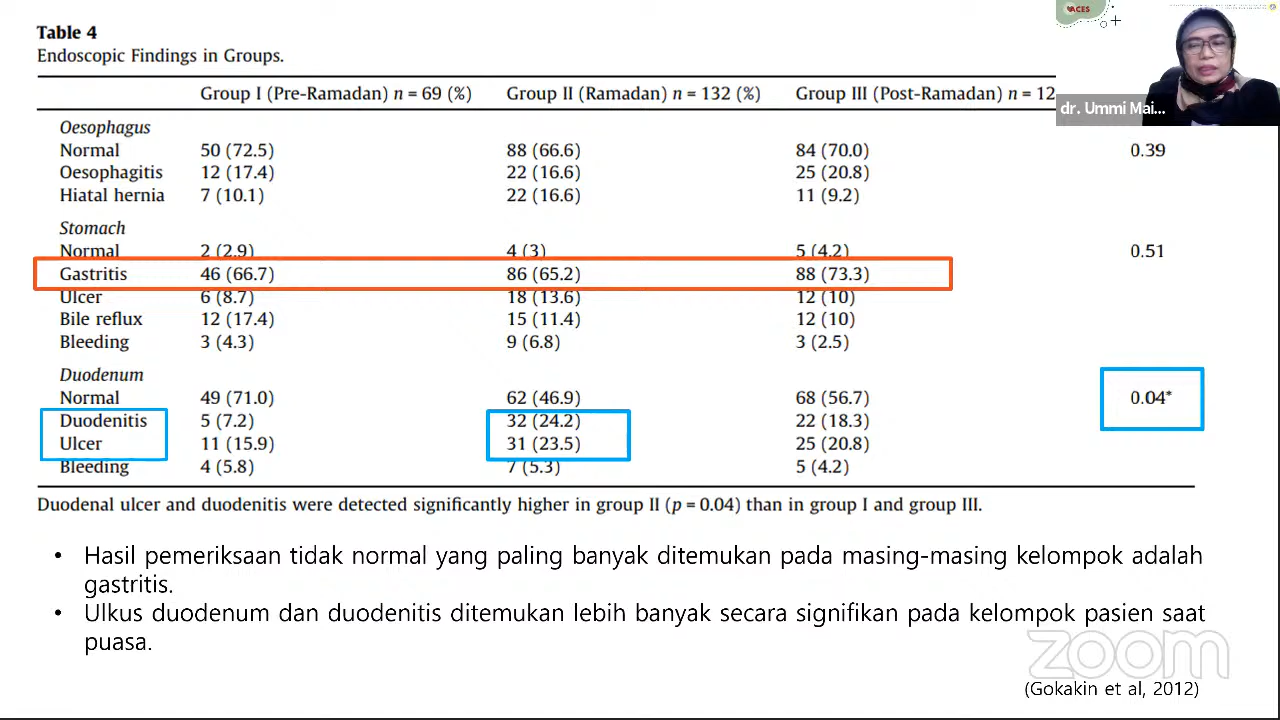 ACES
Table 4
Endoscopic Findings in Groups.
Group I (Pre-Ramadan) n = 69 (%) Group II (Ramadan) n = 132 (%) Group III (Post-Ramadan) n = 12
dr. Ummi Mai...
Oesophagus
Normal 50 (72.5) 88 (66.6) 84 (70.0) 0.39
Oesophagitis 12 (17.4) 22 (16.6) 25 (20.8)
Hiatal hernia 7 (10.1) 22 (16.6) 11 (9.2)
Stomach
Normal 2 (2.9) 4 (3) 5 (4.2) 0.51
Gastritis 46 (66.7) 86 (65.2) 88 (73.3)
Ulcer 6 (8.7) 18 (13.6) 12 (10)
Bile reflux 12 (17.4) 15 (11.4) 12 (10)
Bleeding 3 (4.3) 9 (6.8) 3 (2.5)
Duodenum
Normal 49 (71.0) 62 (46.9) 68 (56.7) 0.04*
Duodenitis 5 (7.2) 32 (24.2) 22 (18.3)
Ulcer 11 (15.9) 31 (23.5) 25 (20.8)
Bleeding 4 (5.8) 7 (5.3) 5 (4.2)
Duodenal ulcer and duodenitis were detected significantly higher in group II (p = 0.04) than in group I and group III.
• Hasil pemeriksaan tidak normal yang paling banyak ditemukan pada masing-masing kelompok adalah
gastritis.
• Ulkus duodenum dan duodenitis ditemukan lebih banyak secara signifikan pada kelompok pasien saat
puasa.
zoom
(Gokakin et al, 2012)